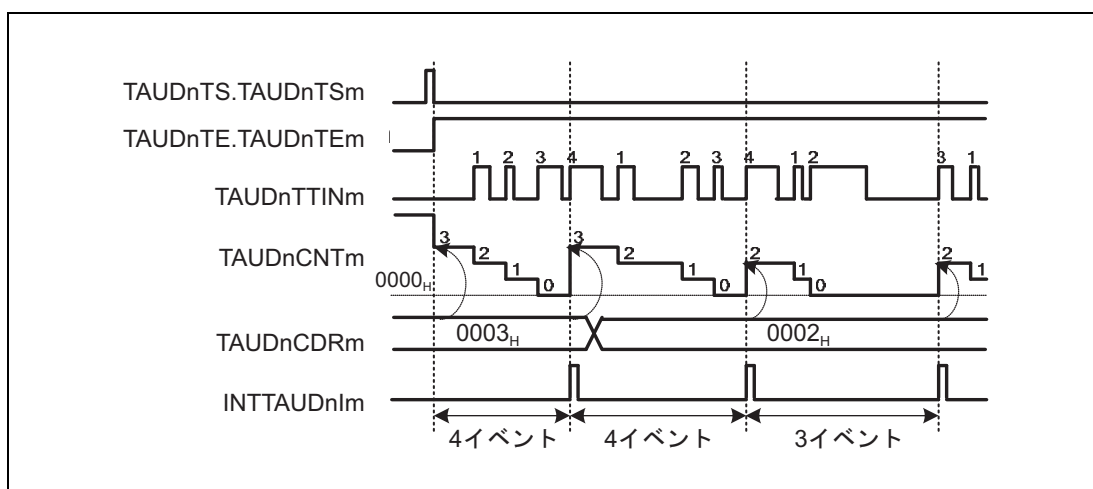 TAUDnTS.TAUDnTSm
TAUDnTE.TAUDnTEm
1 2 3 4 1 2 3 4 1 2 3 1
TAUDnTTINm
3 2 1 0 3 2 1 0 2 1 0 2 1
TAUDnCNTm
0000H
0003H 0002H
TAUDnCDRm
INTTAUDnIm
4イベント 4イベント 3イベント